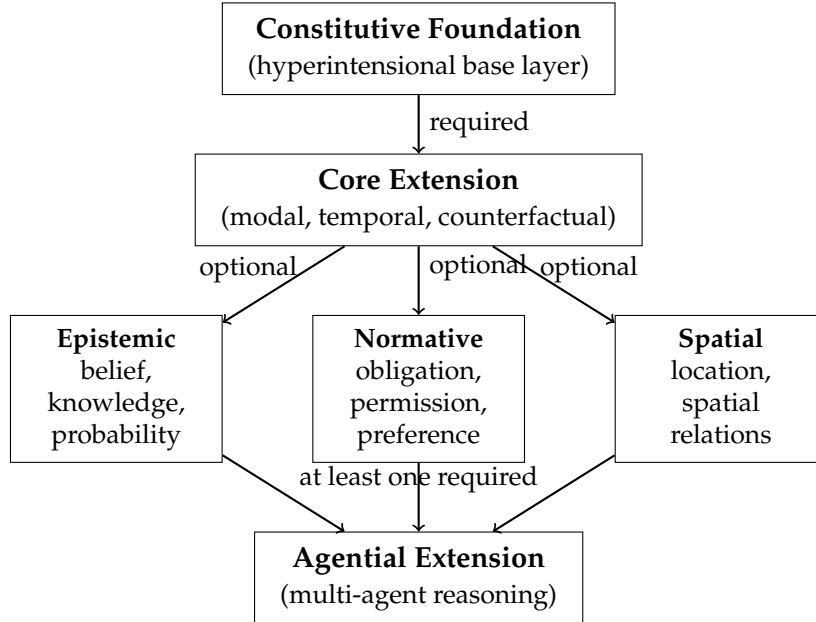 Constitutive Foundation
(hyperintensional base layer)
required
Core Extension
(modal, temporal, counterfactual)
optional
optional
optional
Epistemic
belief,
knowledge,
probability
Normative
obligation,
permission,
preference
Spatial
location,
spatial
relations
at least one required
Agential Extension
(multi-agent reasoning)